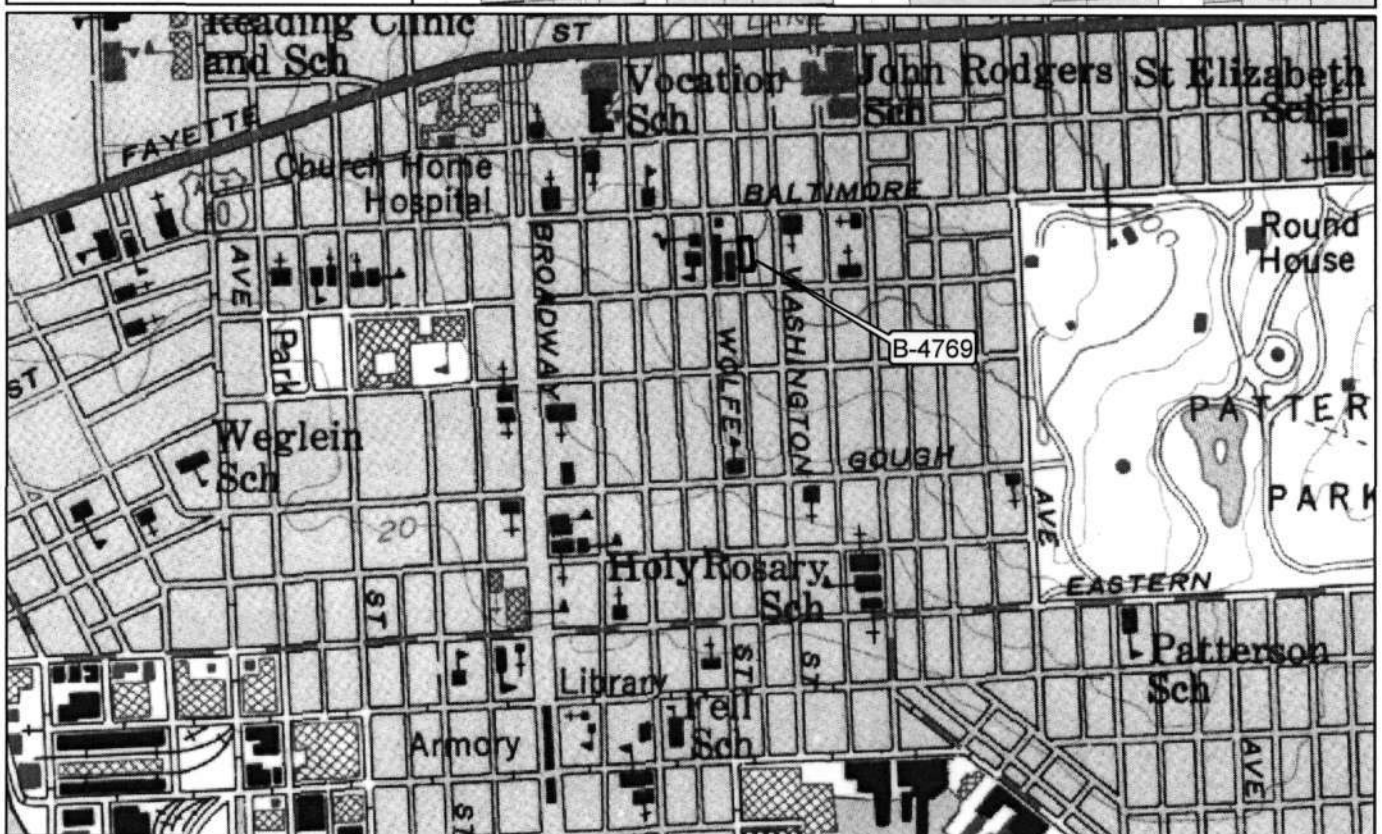 Reading Clinic
and Sch
ST
LANE
Vocation
Sch
John Rodgers
Sch
St Elizabeth
Sch
FAYETTE
40
Church Home
Hospital
BALTIMORE
Round
House
AVE
BROADWAY
WASHINGTON
WOLFE
B-4769
Park
ST
PATTER
PARK
Weglein
Sch
GOUGH
20
AVE
Holy Rosary
Sch
EASTERN
ST
Patterson
Sch
Library
ST
ST
Fell
Sch
Armory
AVE
ST